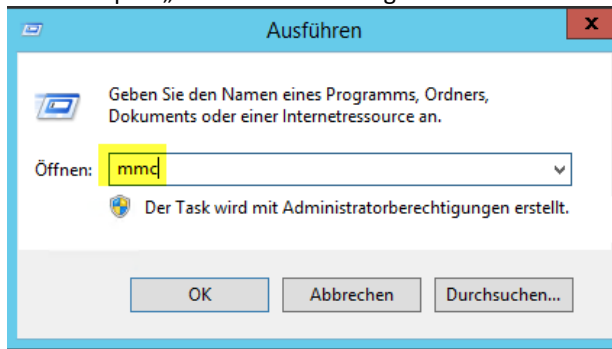 Ausführen
x
Geben Sie den Namen eines Programms, Ordners,
Dokuments oder einer Internetressource an.
Öffnen: mmc
Der Task wird mit Administratorberechtigungen erstellt.
OK Abbrechen Durchsuchen...